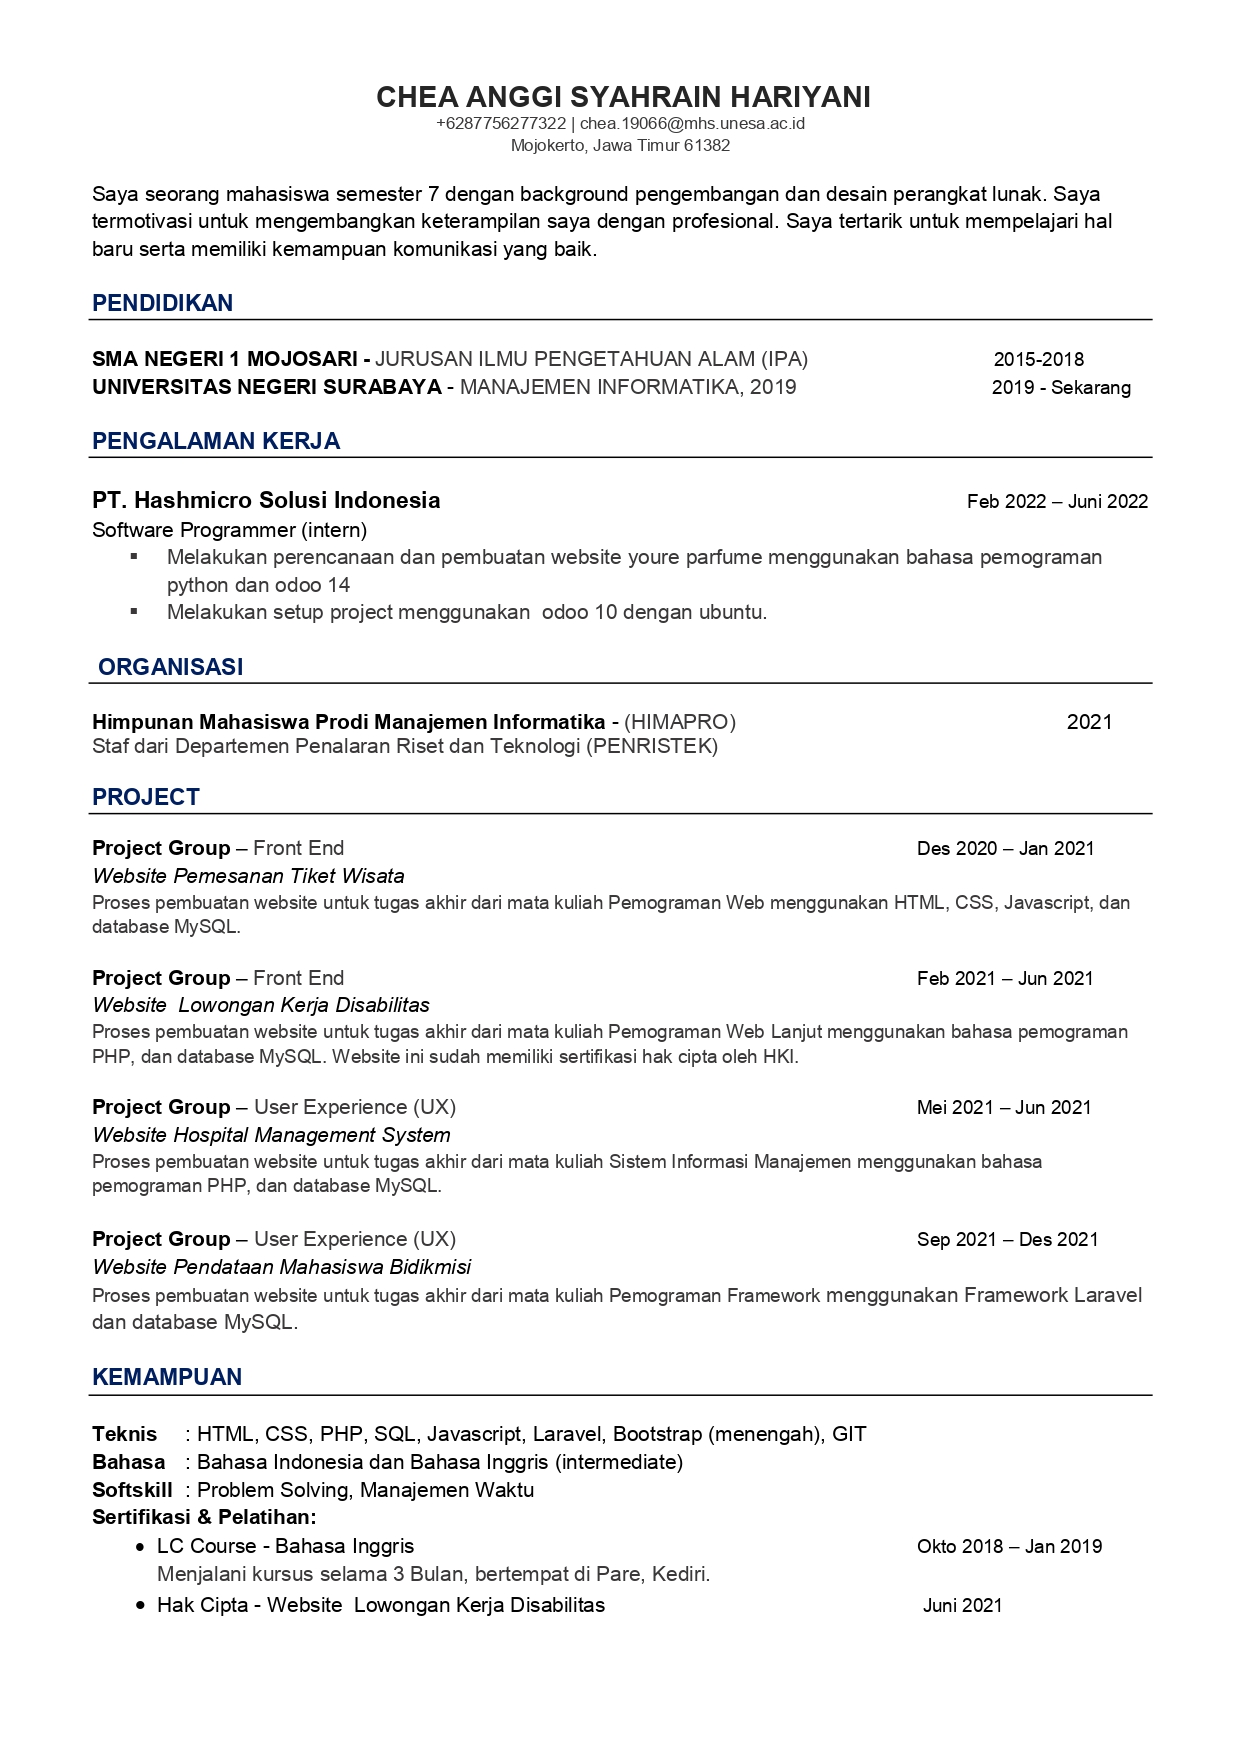 CHEA ANGGI SYAHRAIN HARIYANI
+6287756277322 | chea.19066@mhs.unesa.ac.id
Mojokerto, Jawa Timur 61382
Saya seorang mahasiswa semester 7 dengan background pengembangan dan desain perangkat lunak. Saya
termotivasi untuk mengembangkan keterampilan saya dengan profesional. Saya tertarik untuk mempelajari hal
baru serta memiliki kemampuan komunikasi yang baik.
PENDIDIKAN
SMA NEGERI 1 MOJOSARI - JURUSAN ILMU PENGETAHUAN ALAM (IPA) 2015-2018
UNIVERSITAS NEGERI SURABAYA - MANAJEMEN INFORMATIKA, 2019 2019 - Sekarang
PENGALAMAN KERJA
PT. Hashmicro Solusi Indonesia Feb 2022 – Juni 2022
Software Programmer (intern)
▪ Melakukan perencanaan dan pembuatan website youre parfume menggunakan bahasa pemograman
python dan odoo 14
▪ Melakukan setup project menggunakan  odoo 10 dengan ubuntu.
ORGANISASI
Himpunan Mahasiswa Prodi Manajemen Informatika - (HIMAPRO) 2021
Staf dari Departemen Penalaran Riset dan Teknologi (PENRISTEK)
PROJECT
Project Group – Front End Des 2020 – Jan 2021
Website Pemesanan Tiket Wisata
Proses pembuatan website untuk tugas akhir dari mata kuliah Pemograman Web menggunakan HTML, CSS, Javascript, dan
database MySQL.
Project Group – Front End Feb 2021 – Jun 2021
Website  Lowongan Kerja Disabilitas
Proses pembuatan website untuk tugas akhir dari mata kuliah Pemograman Web Lanjut menggunakan bahasa pemograman
PHP, dan database MySQL. Website ini sudah memiliki sertifikasi hak cipta oleh HKI.
Project Group – User Experience (UX) Mei 2021 – Jun 2021
Website Hospital Management System
Proses pembuatan website untuk tugas akhir dari mata kuliah Sistem Informasi Manajemen menggunakan bahasa
pemograman PHP, dan database MySQL.
Project Group – User Experience (UX) Sep 2021 – Des 2021
Website Pendataan Mahasiswa Bidikmisi
Proses pembuatan website untuk tugas akhir dari mata kuliah Pemograman Framework menggunakan Framework Laravel
dan database MySQL.
KEMAMPUAN
Teknis : HTML, CSS, PHP, SQL, Javascript, Laravel, Bootstrap (menengah), GIT
Bahasa : Bahasa Indonesia dan Bahasa Inggris (intermediate)
Softskill : Problem Solving, Manajemen Waktu
Sertifikasi & Pelatihan:
● LC Course - Bahasa Inggris Okto 2018 – Jan 2019
Menjalani kursus selama 3 Bulan, bertempat di Pare, Kediri.
● Hak Cipta - Website  Lowongan Kerja Disabilitas Juni 2021